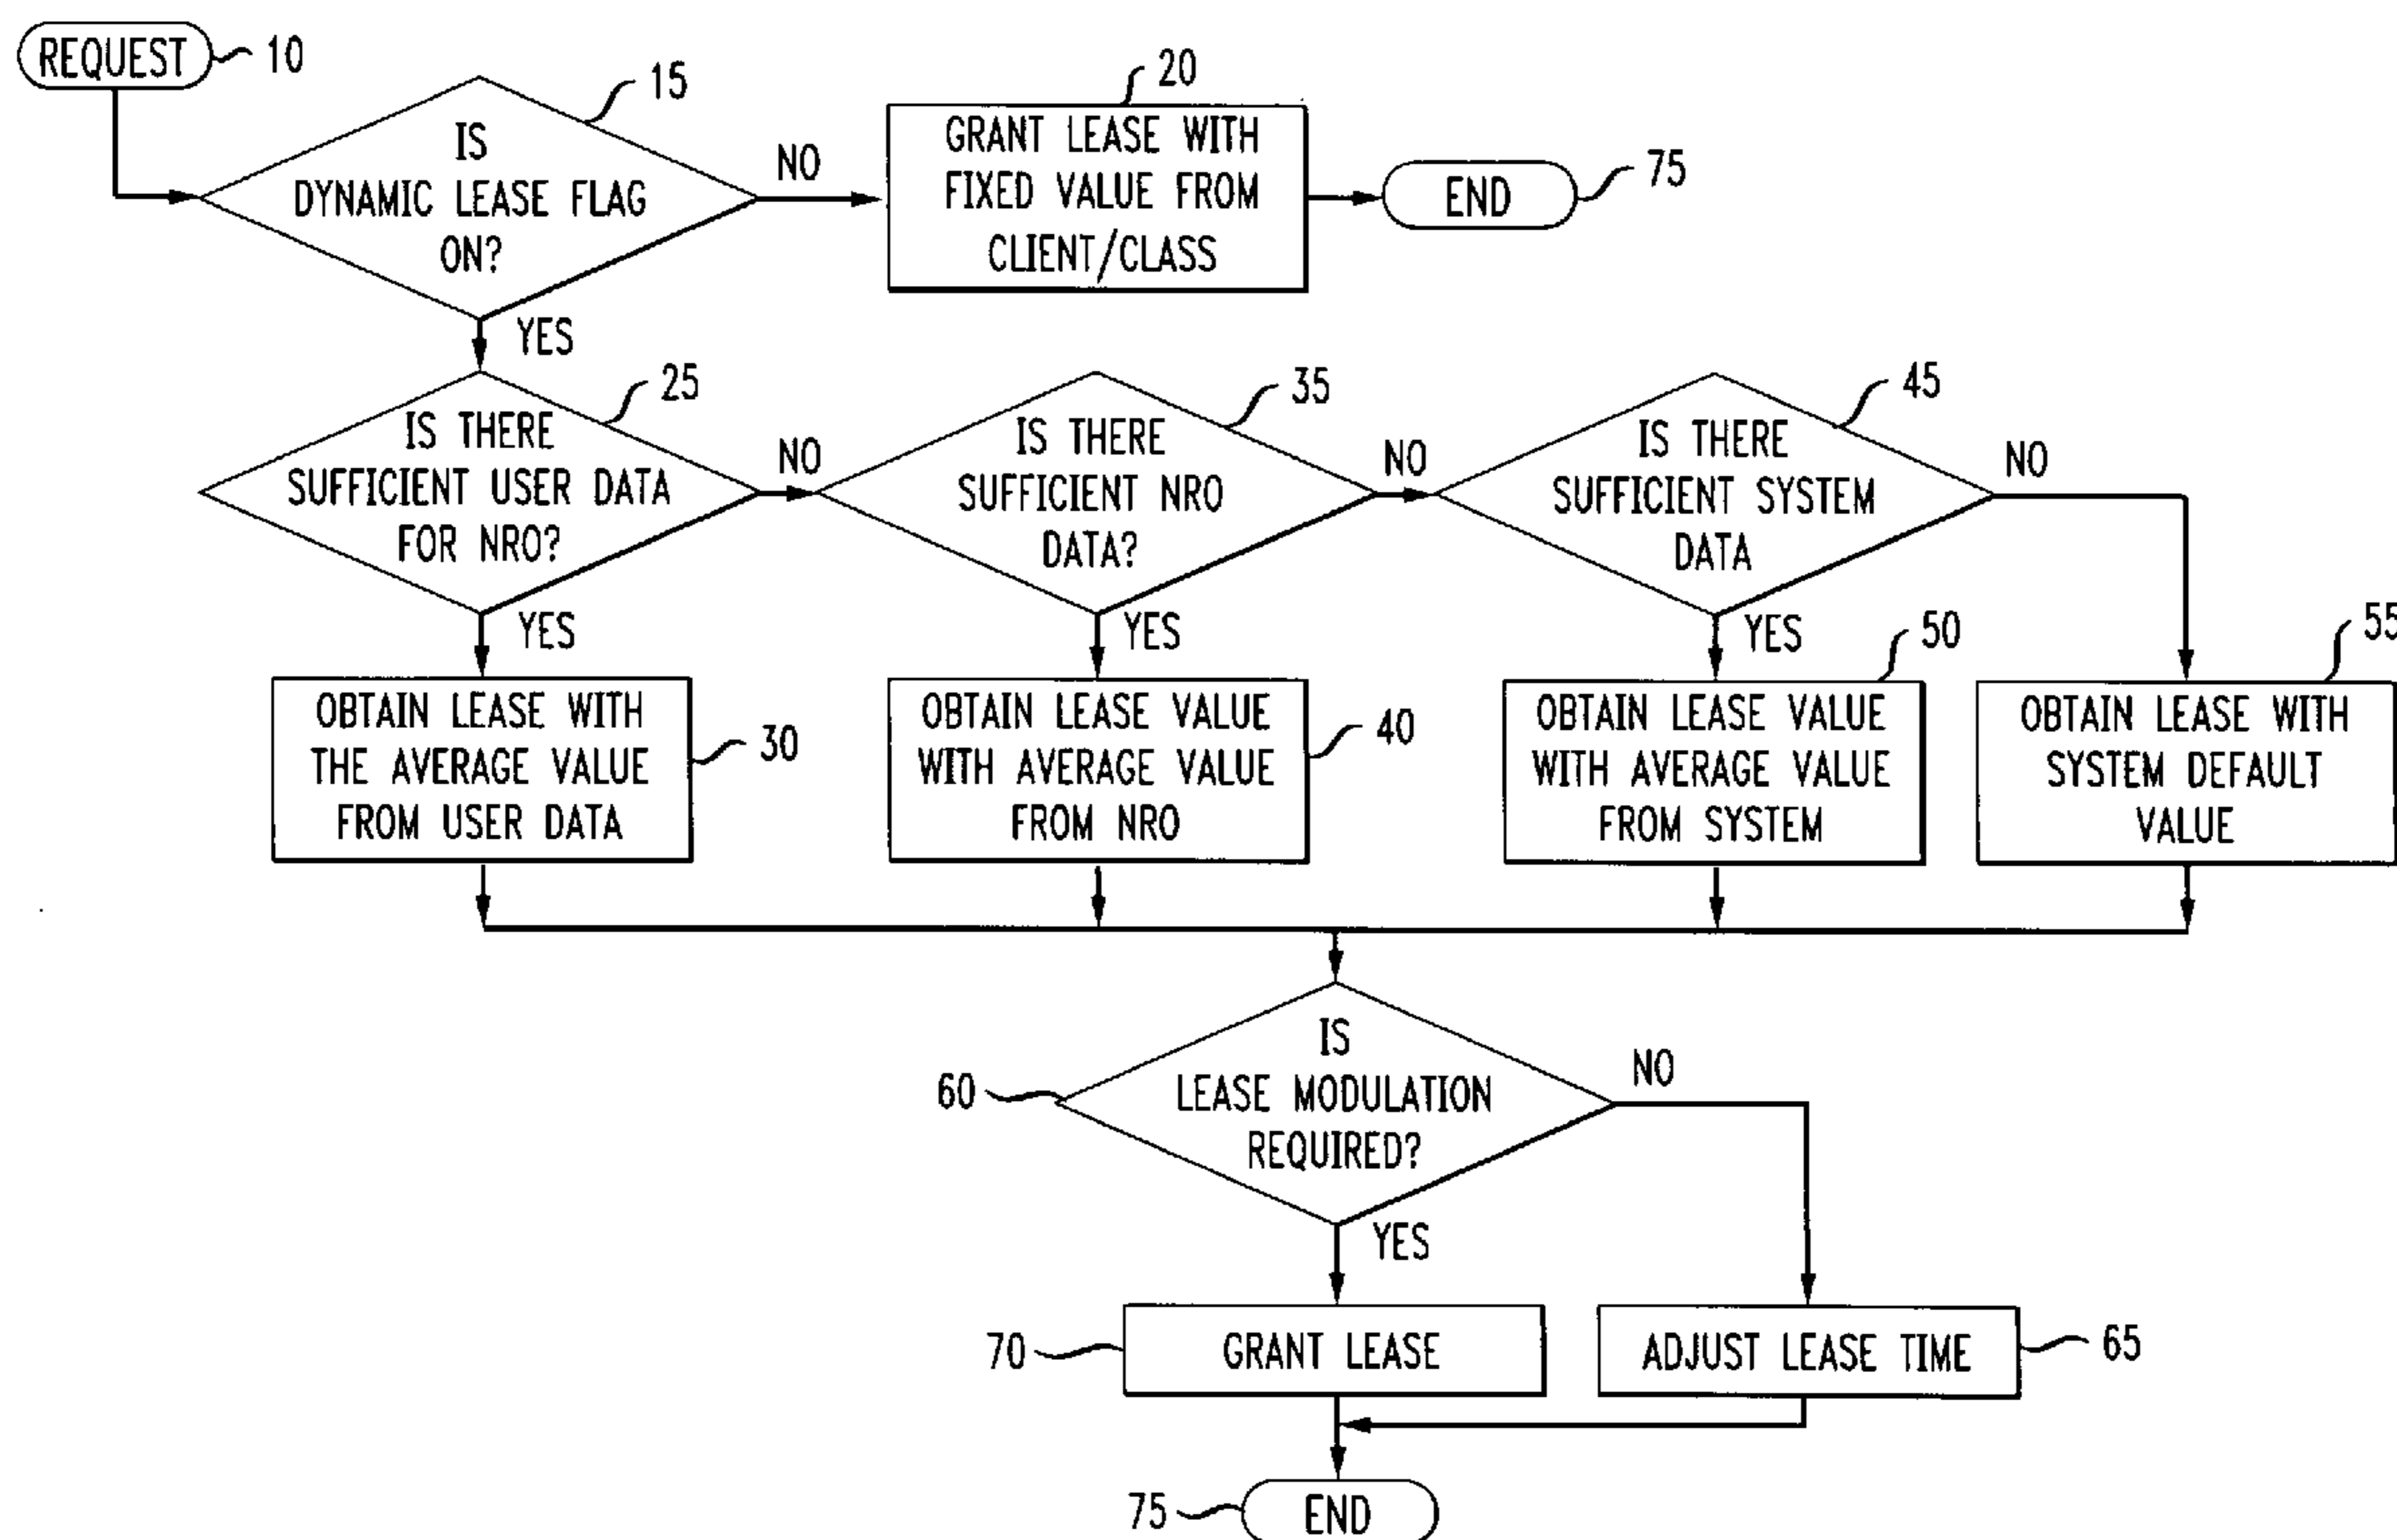 REQUEST
10
IS
DYNAMIC LEASE FLAG
ON?
15
NO
20
GRANT LEASE WITH
FIXED VALUE FROM
CLIENT/CLASS
END
75
YES
IS THERE
SUFFICIENT USER DATA
FOR NRO?
25
NO
IS THERE
SUFFICIENT NRO
DATA?
35
NO
IS THERE
SUFFICIENT SYSTEM
DATA
45
NO
YES
YES
YES
OBTAIN LEASE WITH
THE AVERAGE VALUE
FROM USER DATA
30
OBTAIN LEASE VALUE
WITH AVERAGE VALUE
FROM NRO
40
OBTAIN LEASE VALUE
WITH AVERAGE VALUE
FROM SYSTEM
50
OBTAIN LEASE WITH
SYSTEM DEFAULT
VALUE
55
60
IS
LEASE MODULATION
REQUIRED?
NO
YES
70
GRANT LEASE
ADJUST LEASE TIME
65
75
END